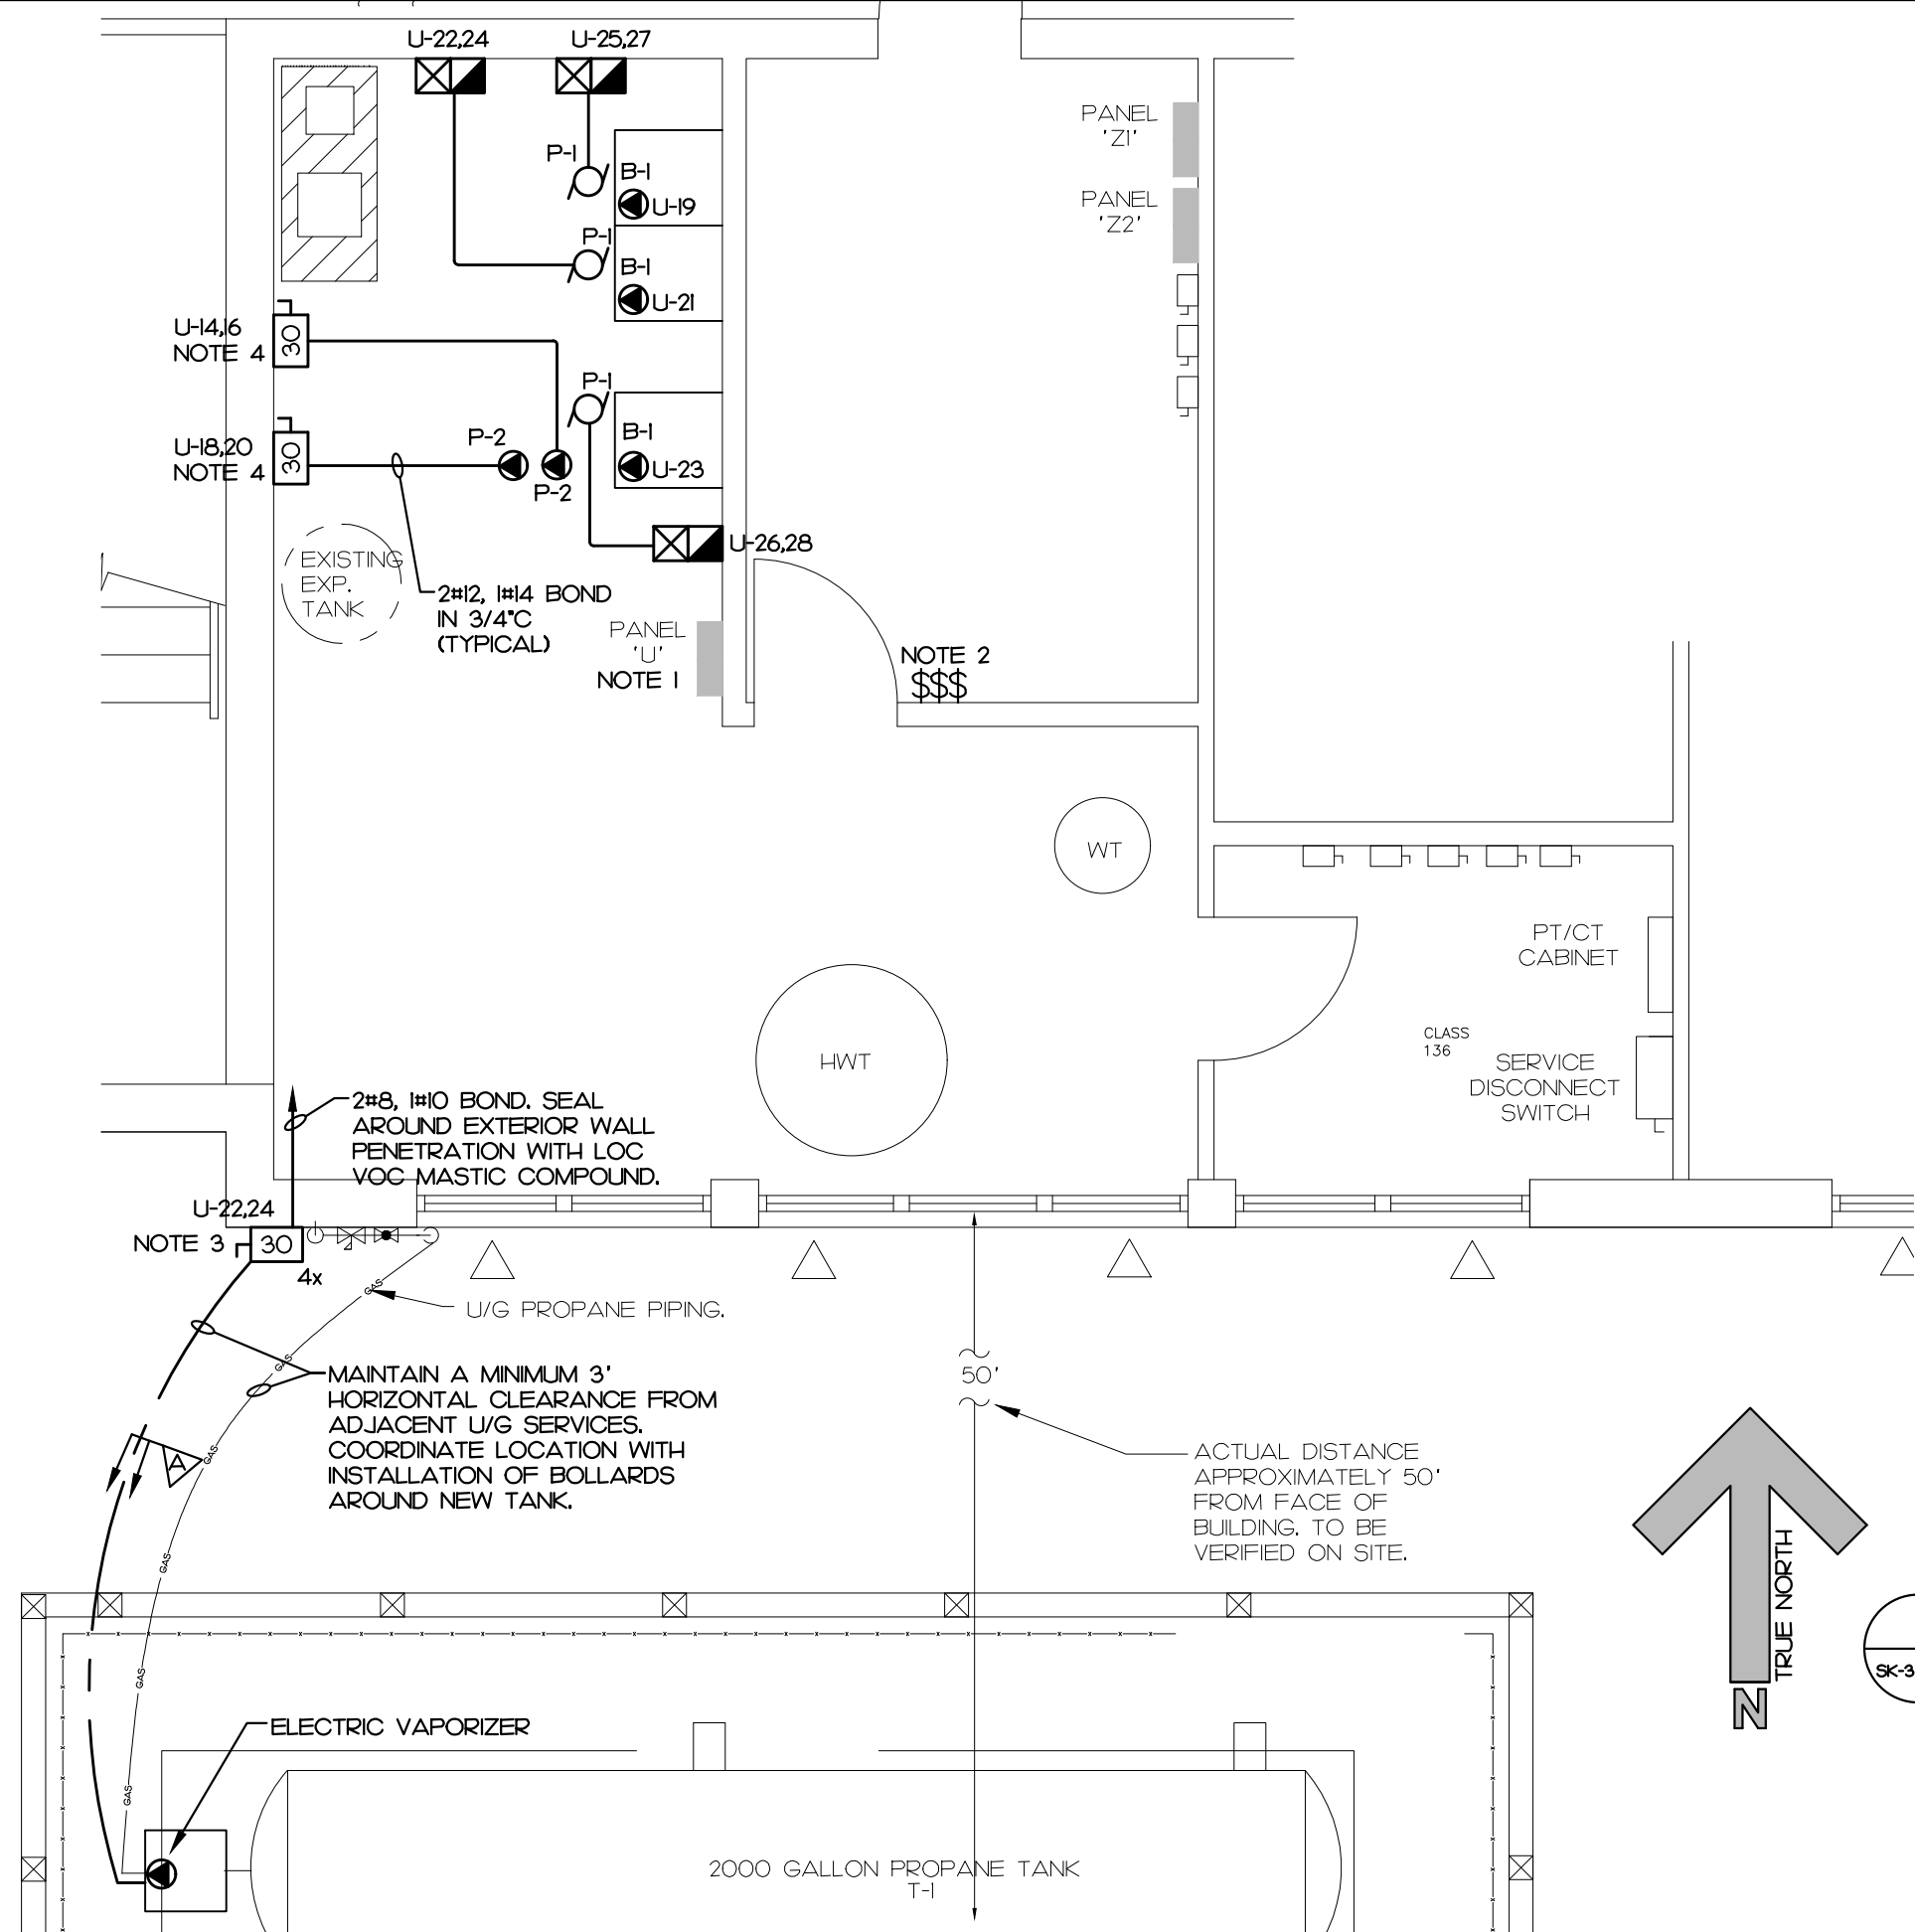 U-22,24
U-25,27
PANEL
'Z1'
P-1
B-1
U-19
PANEL
'Z2'
P-1
B-1
U-21
U-14,16
NOTE 4
30
P-1
B-1
U-23
U-18,20
NOTE 4
30
P-2
P-2
U-26,28
EXISTING
EXP.
TANK
2#12, 1#14 BOND
IN 3/4"C
(TYPICAL)
PANEL
'U'
NOTE 1
NOTE 2
$$$
WT
PT/CT
CABINET
HWT
CLASS
136
SERVICE
DISCONNECT
SWITCH
2#8, 1#10 BOND. SEAL
AROUND EXTERIOR WALL
PENETRATION WITH LOC
VOC MASTIC COMPOUND.
U-22,24
NOTE 3
30
4x
GAS
U/G PROPANE PIPING.
GAS
MAINTAIN A MINIMUM 3'
HORIZONTAL CLEARANCE FROM
ADJACENT U/G SERVICES.
COORDINATE LOCATION WITH
INSTALLATION OF BOLLARDS
AROUND NEW TANK.
50'
ACTUAL DISTANCE
APPROXIMATELY 50'
FROM FACE OF
BUILDING. TO BE
VERIFIED ON SITE.
A
GAS
GAS
GAS
TRUE NORTH
N
SK-3
ELECTRIC VAPORIZER
GAS
2000 GALLON PROPANE TANK
T-1